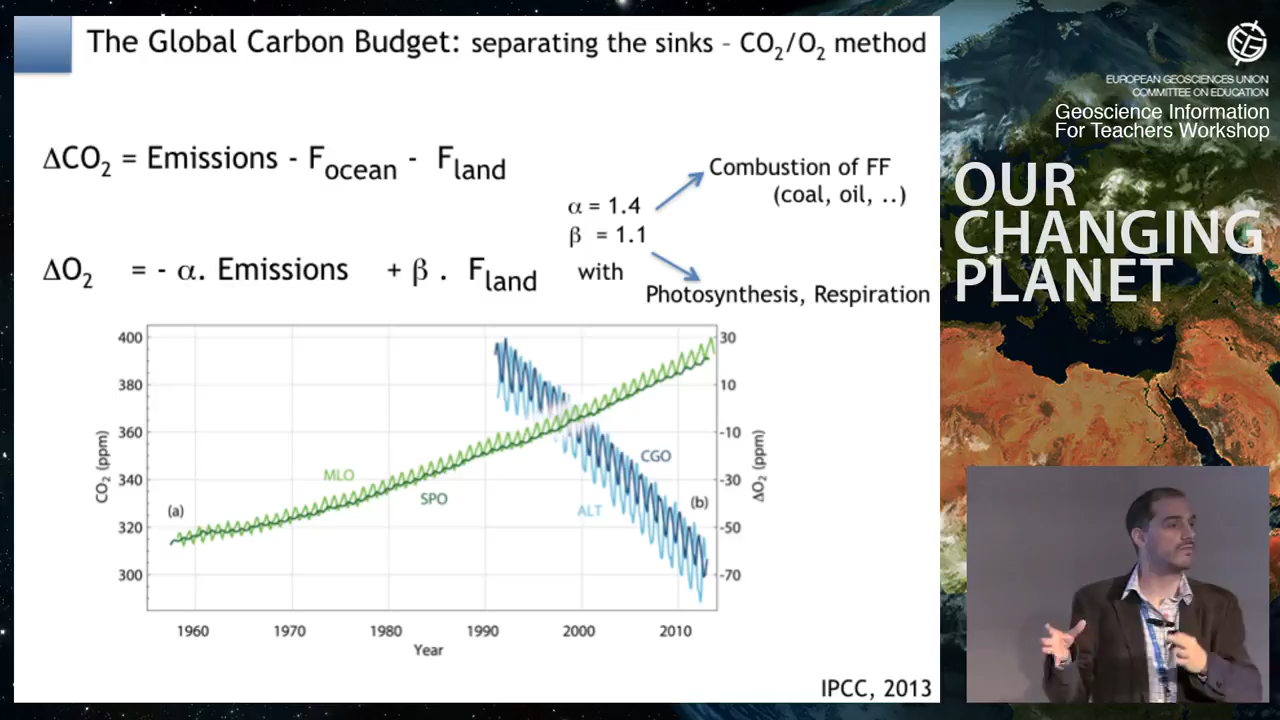 The Global Carbon Budget: separating the sinks – CO₂/O₂ method
ΔCO₂ = Emissions - F_ocean - F_land
Combustion of FF
(coal, oil, ..)
α = 1.4
β = 1.1
ΔO₂ = - α. Emissions + β . F_land
with
Photosynthesis, Respiration
400
380
360
340
320
300
CO₂ (ppm)
30
10
-10
-30
-50
-70
ΔO₂ (ppm)
MLO
SPO
CGO
ALT
(a)
(b)
1960
1970
1980
1990
2000
2010
Year
IPCC, 2013
EUROPEAN GEOSCIENCES UNION
COMMITTEE ON EDUCATION
Geoscience Information
For Teachers Workshop
OUR
CHANGING
PLANET